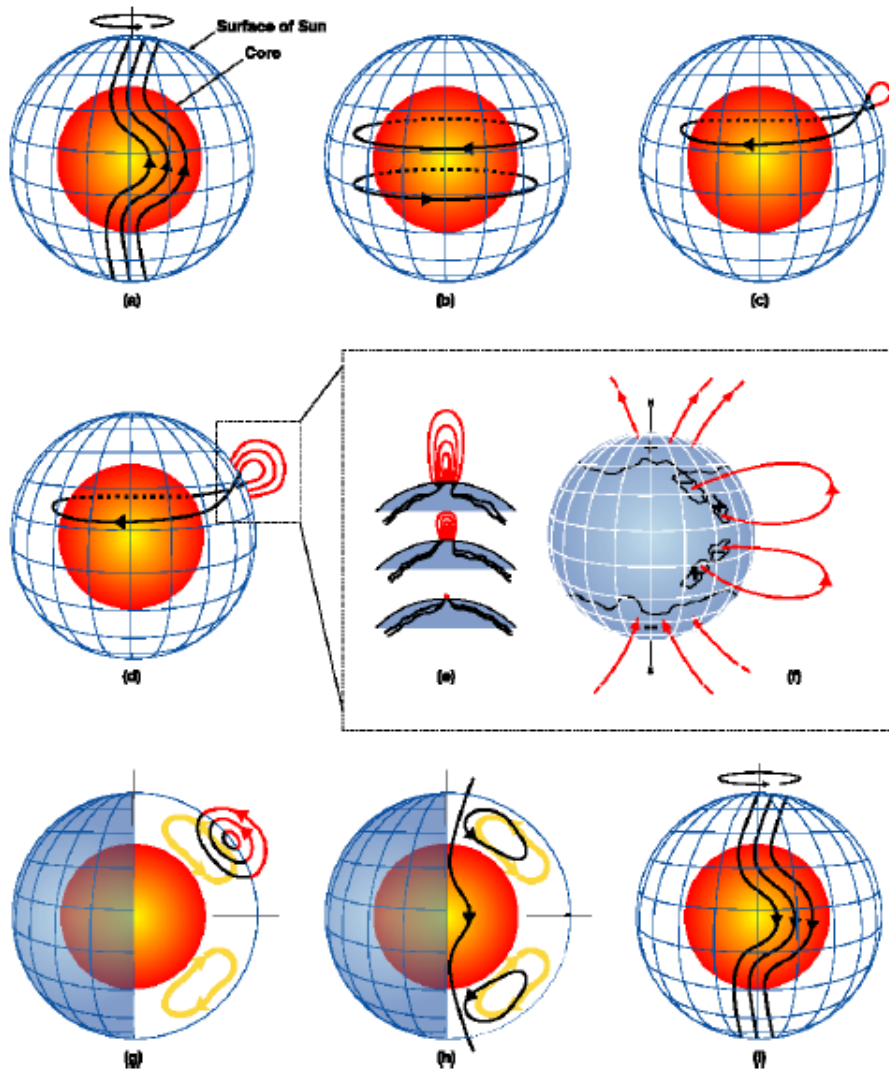 Surface of Sun
Core
(a)
(b)
(c)
N
+
--
S
(d)
(e)
(f)
(g)
(h)
(i)